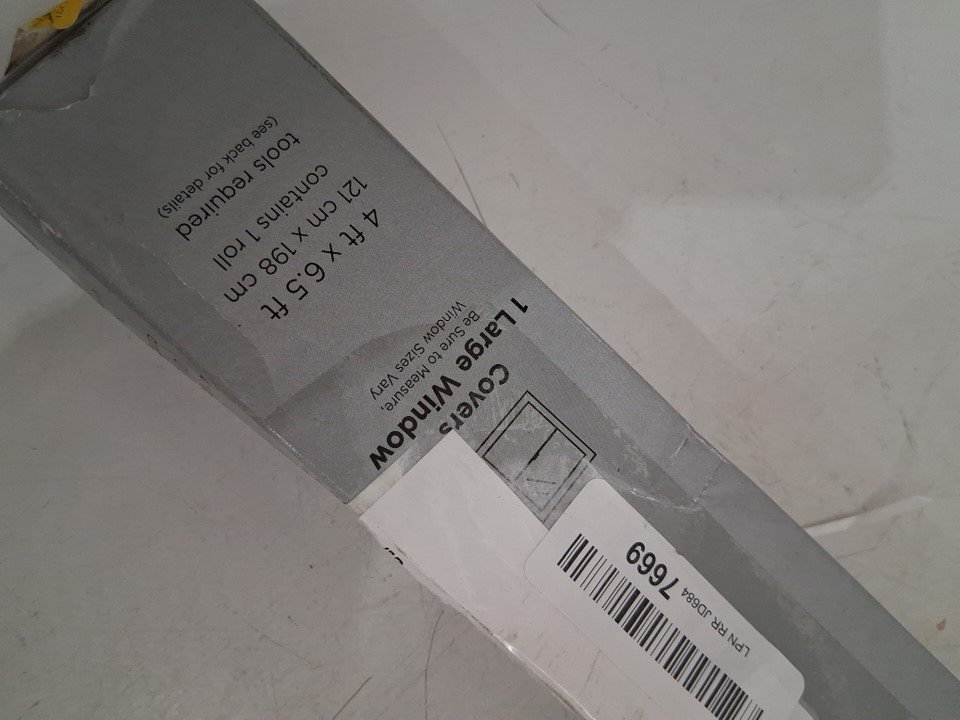 Covers
1 Large Window
Be Sure to Measure,
Window Sizes Vary
4 ft x 6.5 ft
121 cm x 198 cm
contains 1 roll
tools required
(see back for details)
LPN RR JD684 7669